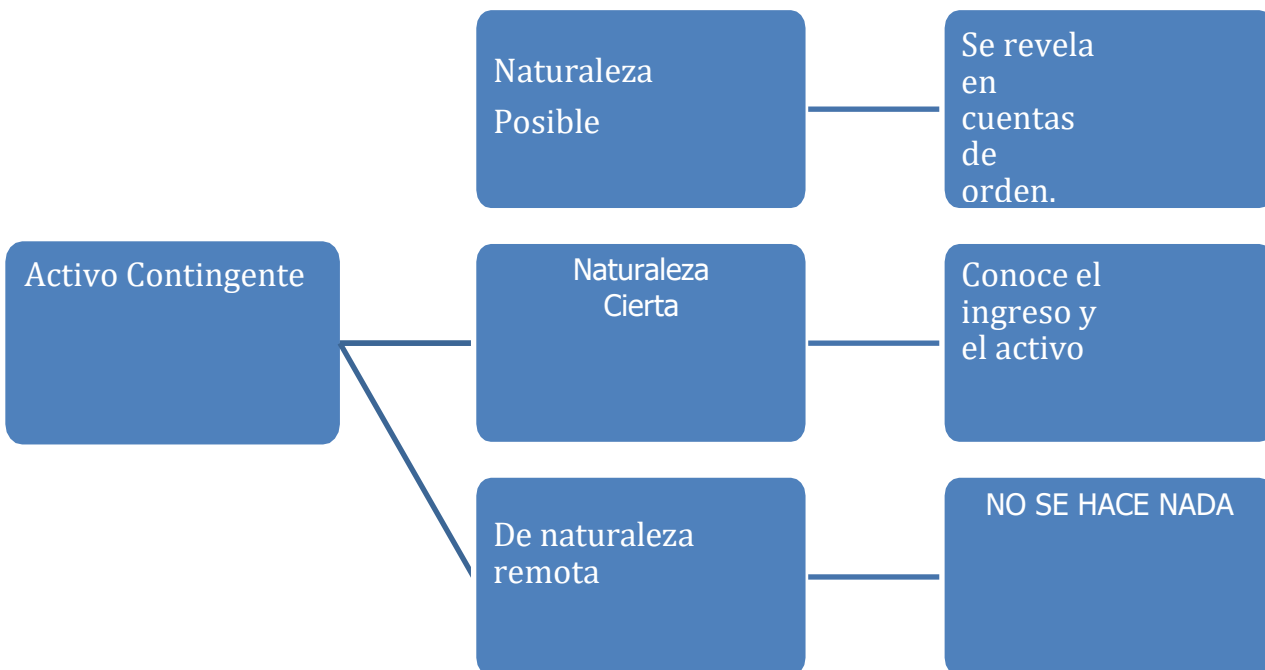 Naturaleza
Posible
Se revela
en
cuentas
de
orden.
Activo Contingente
Naturaleza
Cierta
Conoce el
ingreso y
el activo
De naturaleza
remota
NO SE HACE NADA